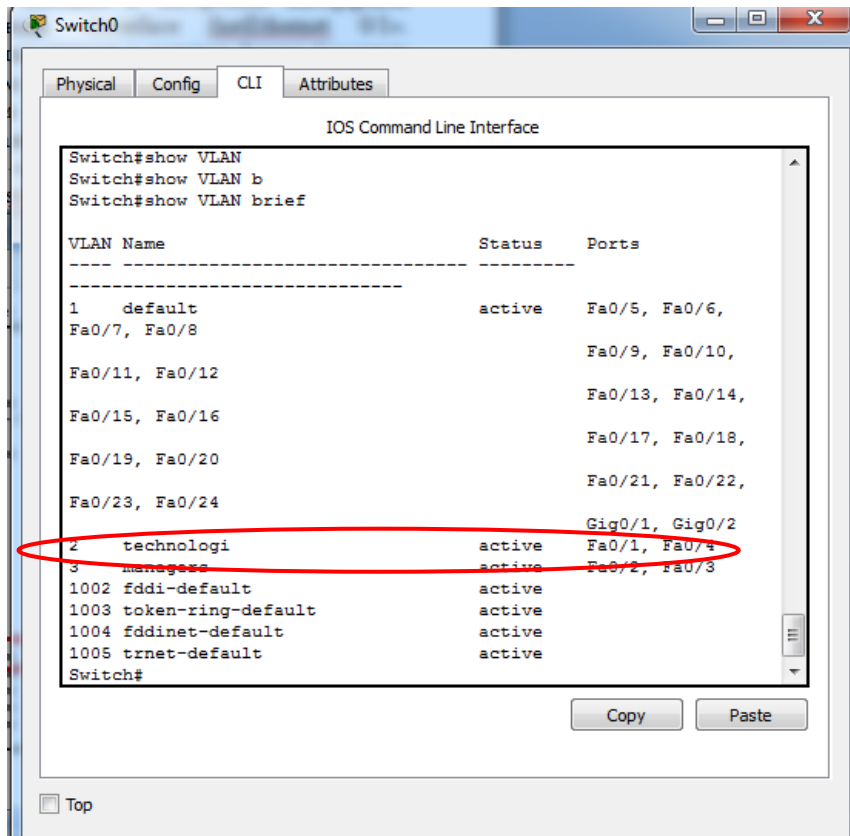 Switch0
Physical Config CLI Attributes
IOS Command Line Interface
Switch#show VLAN
Switch#show VLAN b
Switch#show VLAN brief
VLAN Name Status Ports
---- -------------------------------- ---------
-------------------------------
1 default active Fa0/5, Fa0/6,
Fa0/7, Fa0/8
Fa0/9, Fa0/10,
Fa0/11, Fa0/12
Fa0/13, Fa0/14,
Fa0/15, Fa0/16
Fa0/17, Fa0/18,
Fa0/19, Fa0/20
Fa0/21, Fa0/22,
Fa0/23, Fa0/24
Gig0/1, Gig0/2
2 technologi active Fa0/1, Fa0/4
3 managers active Fa0/2, Fa0/3
1002 fddi-default active
1003 token-ring-default active
1004 fddinet-default active
1005 trnet-default active
Switch#
Copy Paste
Top